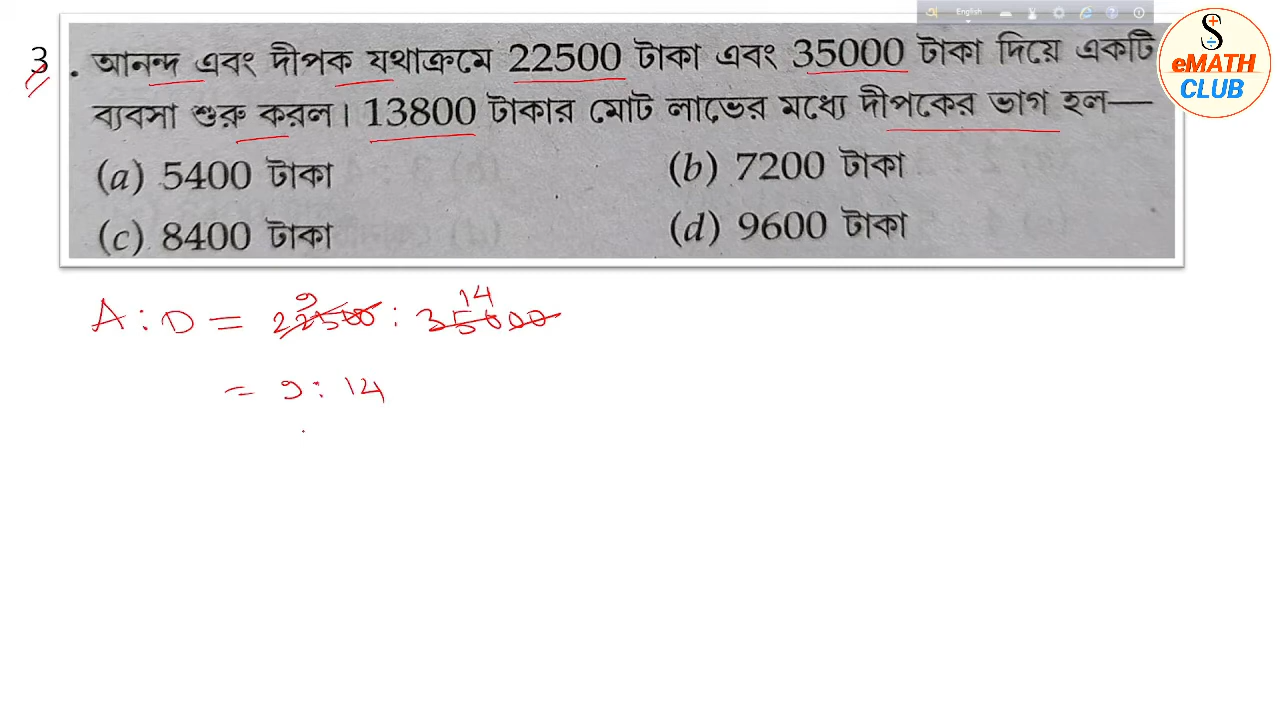 English
S
eMATH
CLUB
3. আনন্দ এবং দীপক যথাক্রমে 22500 টাকা এবং 35000 টাকা দিয়ে একটি
ব্যবসা শুরু করল। 13800 টাকার মোট লাভের মধ্যে দীপকের ভাগ হল—
(a) 5400 টাকা (b) 7200 টাকা
(c) 8400 টাকা (d) 9600 টাকা
9 14
A : D = 22500 : 35000
= 9 : 14